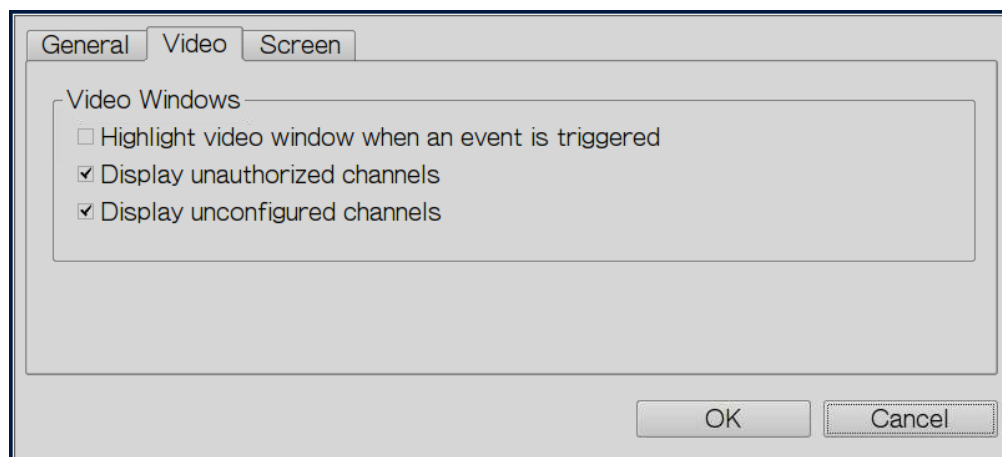 General Video Screen
Video Windows
Highlight video window when an event is triggered
Display unauthorized channels
Display unconfigured channels
OK Cancel